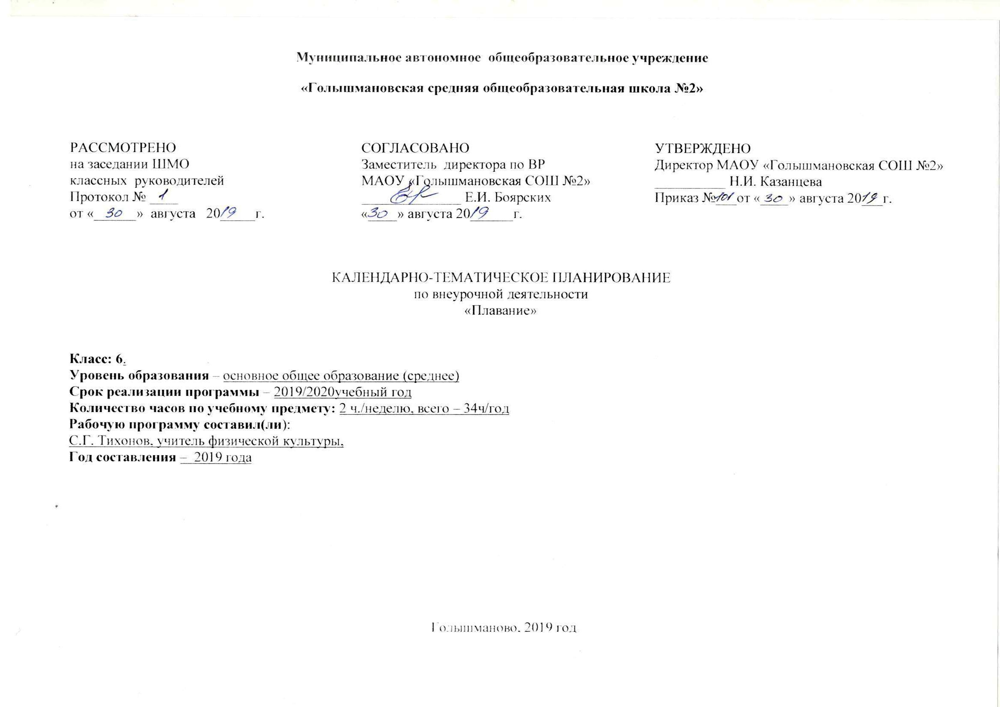 Муниципальное автономное общеобразовательное учреждение
«Голышмановская средняя общеобразовательная школа №2»
РАССМОТРЕНО
на заседании ШМО
классных руководителей
Протокол № 1
от «30» августа 2019 г.
СОГЛАСОВАНО
Заместитель директора по ВР
МАОУ «Голышмановская СОШ №2»
Е.И. Боярских
«30» августа 2019 г.
УТВЕРЖДЕНО
Директор МАОУ «Голышмановская СОШ №2»
____________ Н.И. Казанцева
Приказ №101 от «30» августа 2019 г.
КАЛЕНДАРНО-ТЕМАТИЧЕСКОЕ ПЛАНИРОВАНИЕ
по внеурочной деятельности
«Плавание»
Класс: 6.
Уровень образования – основное общее образование (среднее)
Срок реализации программы – 2019/2020учебный год
Количество часов по учебному предмету: 2 ч./неделю, всего – 34ч/год
Рабочую программу составил(ли):
С.Г. Тихонов, учитель физической культуры,
Год составления – 2019 года
Голышманово, 2019 год